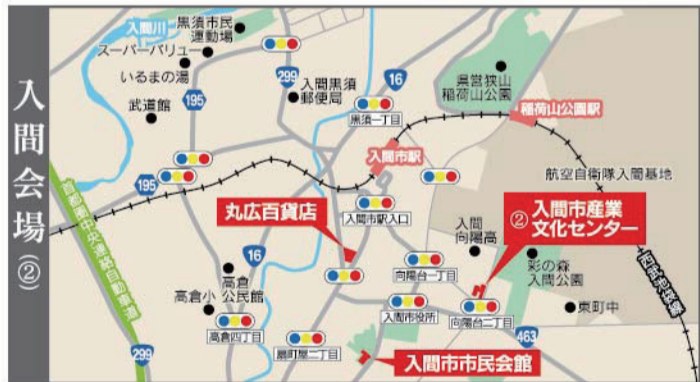 入間会場(②)
入間川
黒須市民
運動場
スーパーバリュー
いるまの湯
武道館
195
299
入間黒須
郵便局
16
黒須一丁目
県営狭山
稲荷山公園
稲荷山公園駅
入間市駅
航空自衛隊入間基地
195
首都圏中央連絡自動車道
丸広百貨店
入間市駅入口
入間
向陽高
② 入間市産業
文化センター
西武池袋線
16
高倉
公民館
高倉小
向陽台一丁目
彩の森
入間公園
東町中
高倉四丁目
扇町屋二丁目
入間市役所
向陽台二丁目
463
299
入間市市民会館